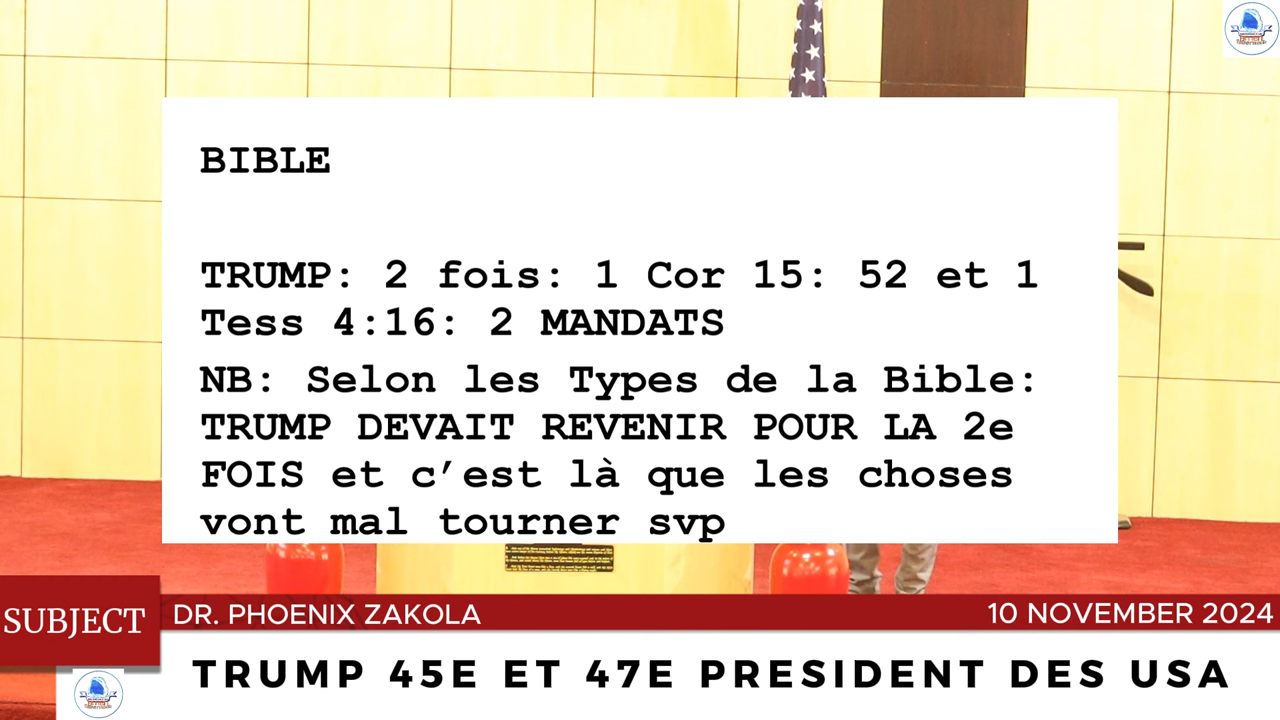 BIBLE
TRUMP: 2 fois: 1 Cor 15: 52 et 1
Tess 4:16: 2 MANDATS
NB: Selon les Types de la Bible:
TRUMP DEVAIT REVENIR POUR LA 2e
FOIS et c’est là que les choses
vont mal tourner svp
SUBJECT
DR. PHOENIX ZAKOLA
10 NOVEMBER 2024
TRUMP 45E ET 47E PRESIDENT DES USA